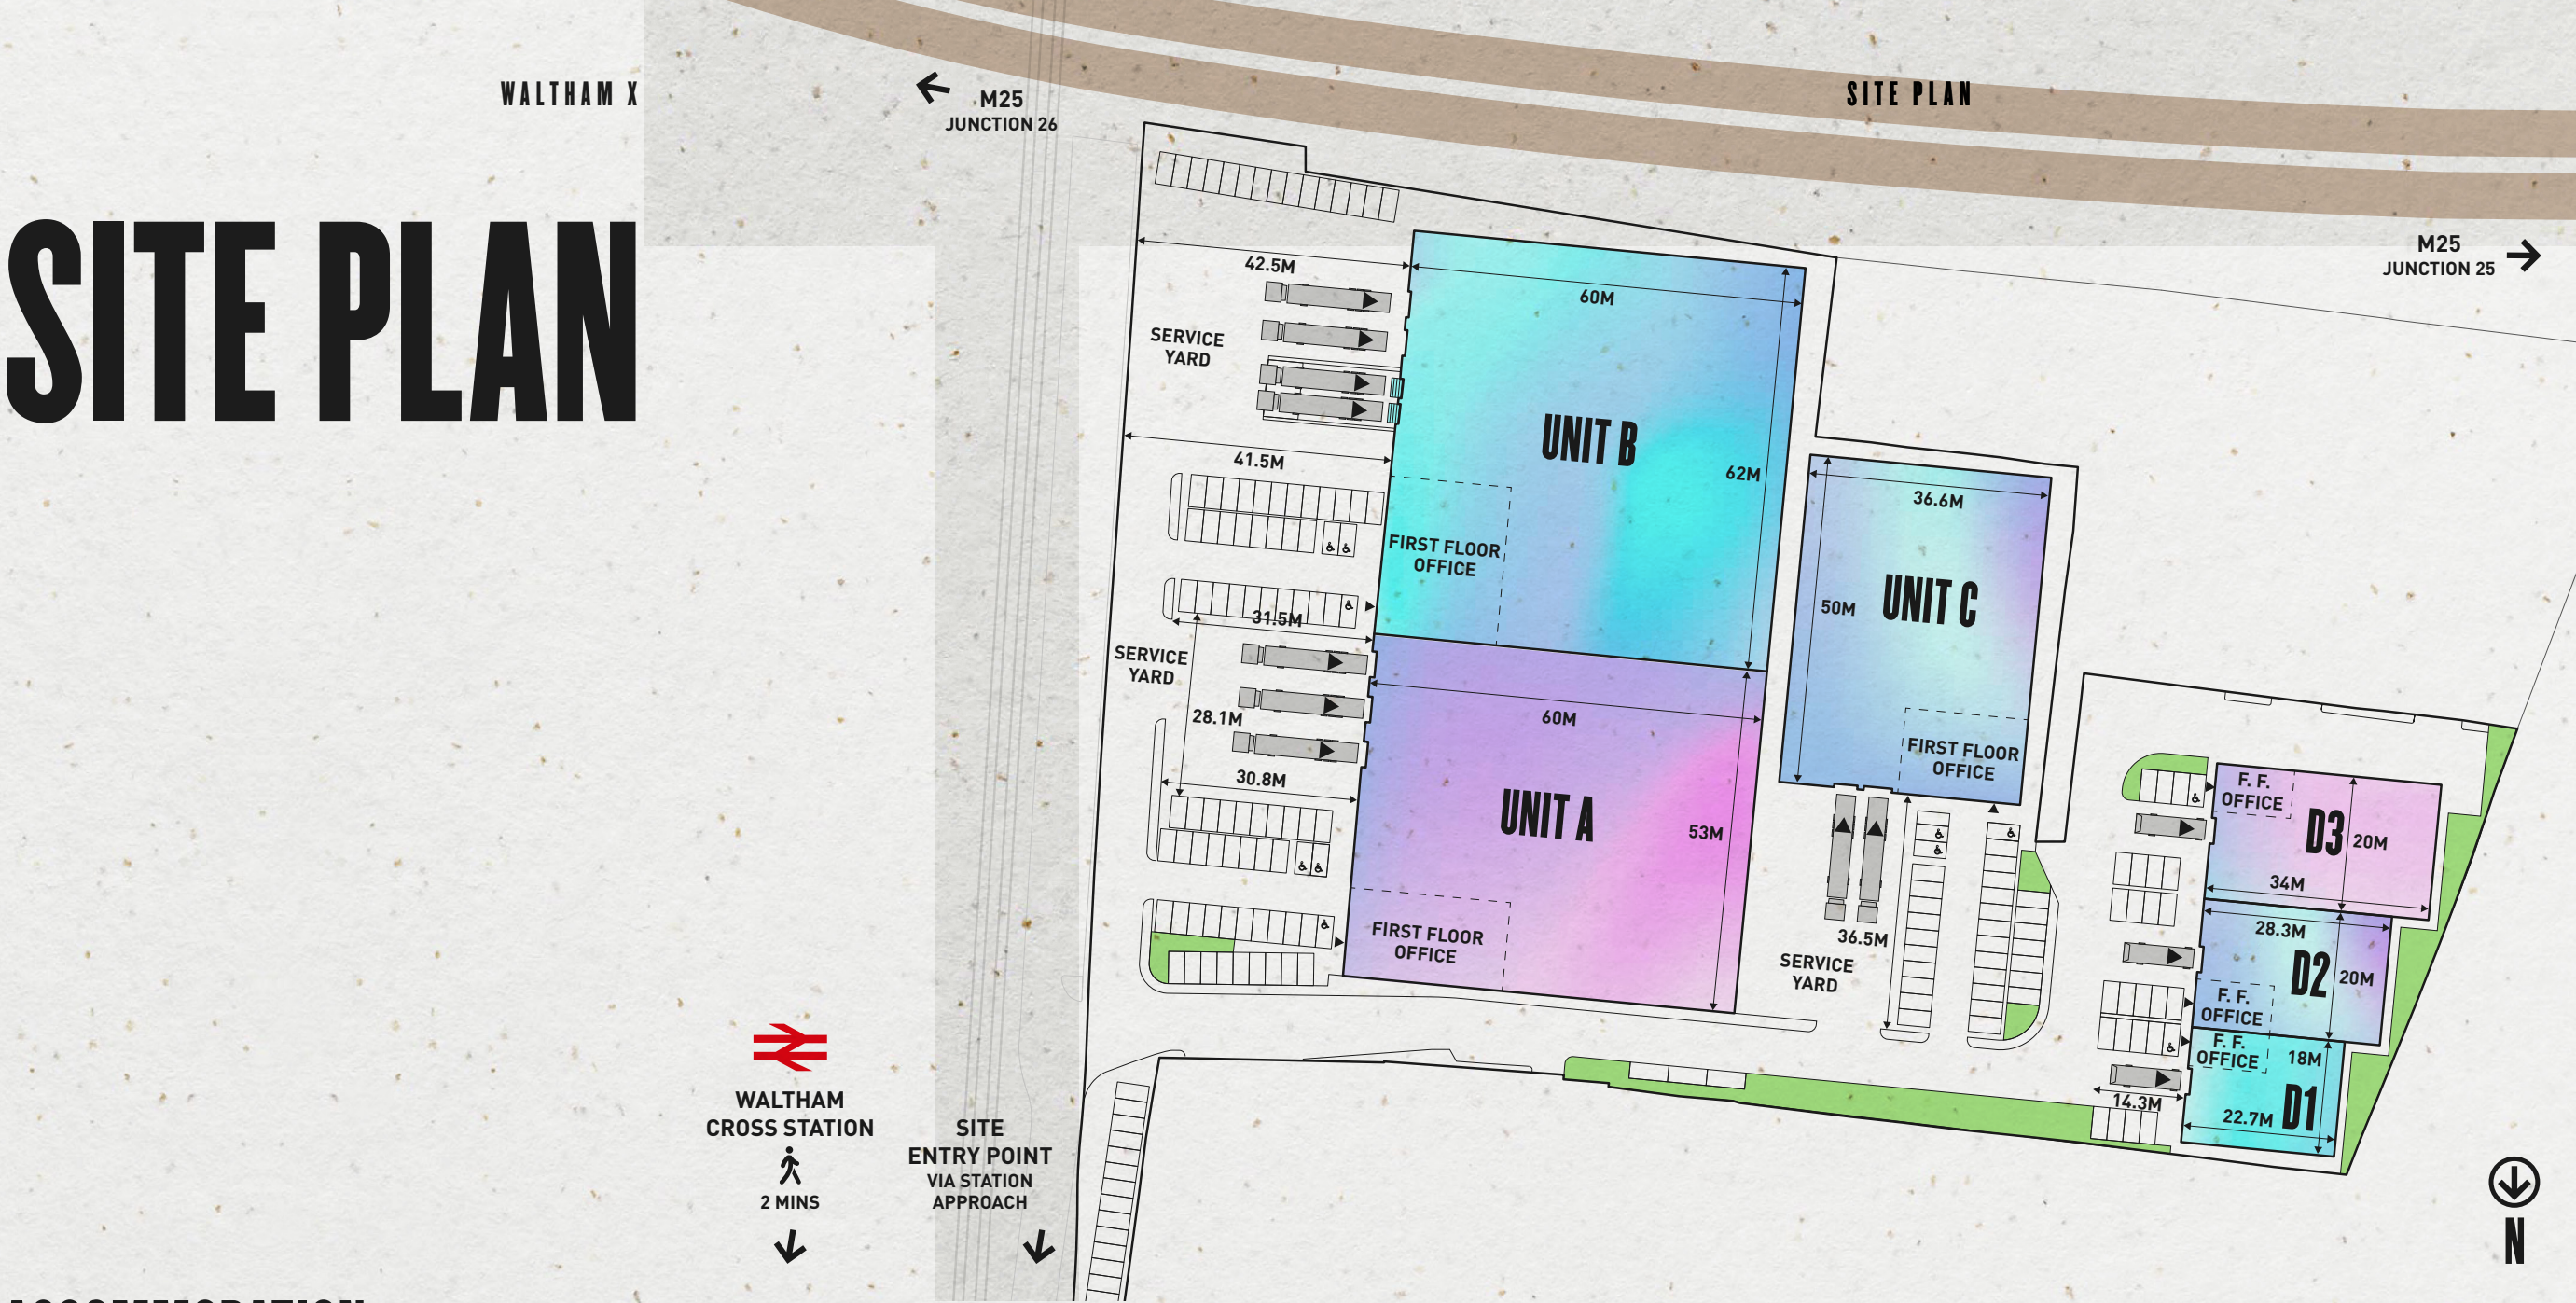 WALTHAM X
SITE PLAN
SITE PLAN
M25
JUNCTION 26
M25
JUNCTION 25
42.5M
60M
SERVICE
YARD
UNIT B
62M
41.5M
FIRST FLOOR
OFFICE
36.6M
50M
UNIT C
FIRST FLOOR
OFFICE
31.5M
SERVICE
YARD
28.1M
60M
30.8M
UNIT A
53M
FIRST FLOOR
OFFICE
36.5M
SERVICE
YARD
F. F.
OFFICE
D3
20M
34M
28.3M
D2
20M
F. F.
OFFICE
F. F.
OFFICE
18M
14.3M
22.7M
D1
WALTHAM
CROSS STATION
2 MINS
SITE
ENTRY POINT
VIA STATION
APPROACH
N